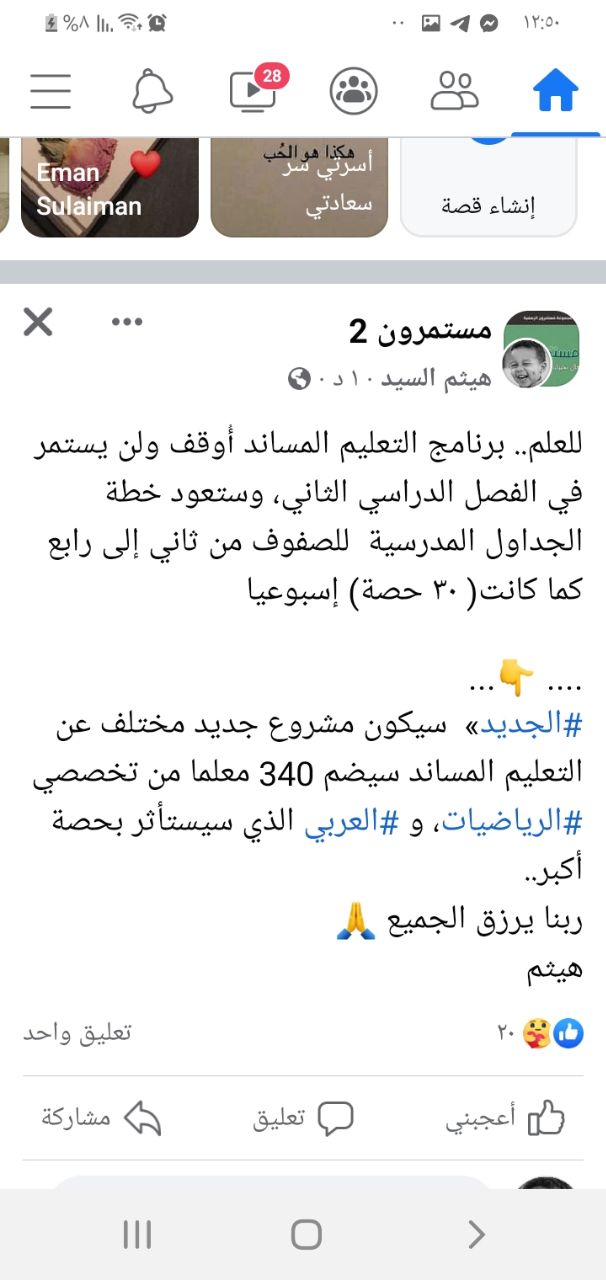 ١٢:٥٠
%٨
28
هكذا هو الحُب
أسرتي سر
سعادتي
Eman
Sulaiman
إنشاء قصة
مستمرون 2
هيثم السيد · ١٠ د ·
للعلم.. برنامج التعليم المساند أُوقف ولن يستمر
في الفصل الدراسي الثاني، وستعود خطة
الجداول المدرسية للصفوف من ثاني إلى رابع
كما كانت( ٣٠ حصة) إسبوعيا
.... 👇...
#الجديد» سيكون مشروع جديد مختلف عن
التعليم المساند سيضم 340 معلما من تخصصي
#الرياضيات، و #العربي الذي سيستأثر بحصة
أكبر..
ربنا يرزق الجميع 🙏
هيثم
٢٠
تعليق واحد
أعجبني
تعليق
مشاركة